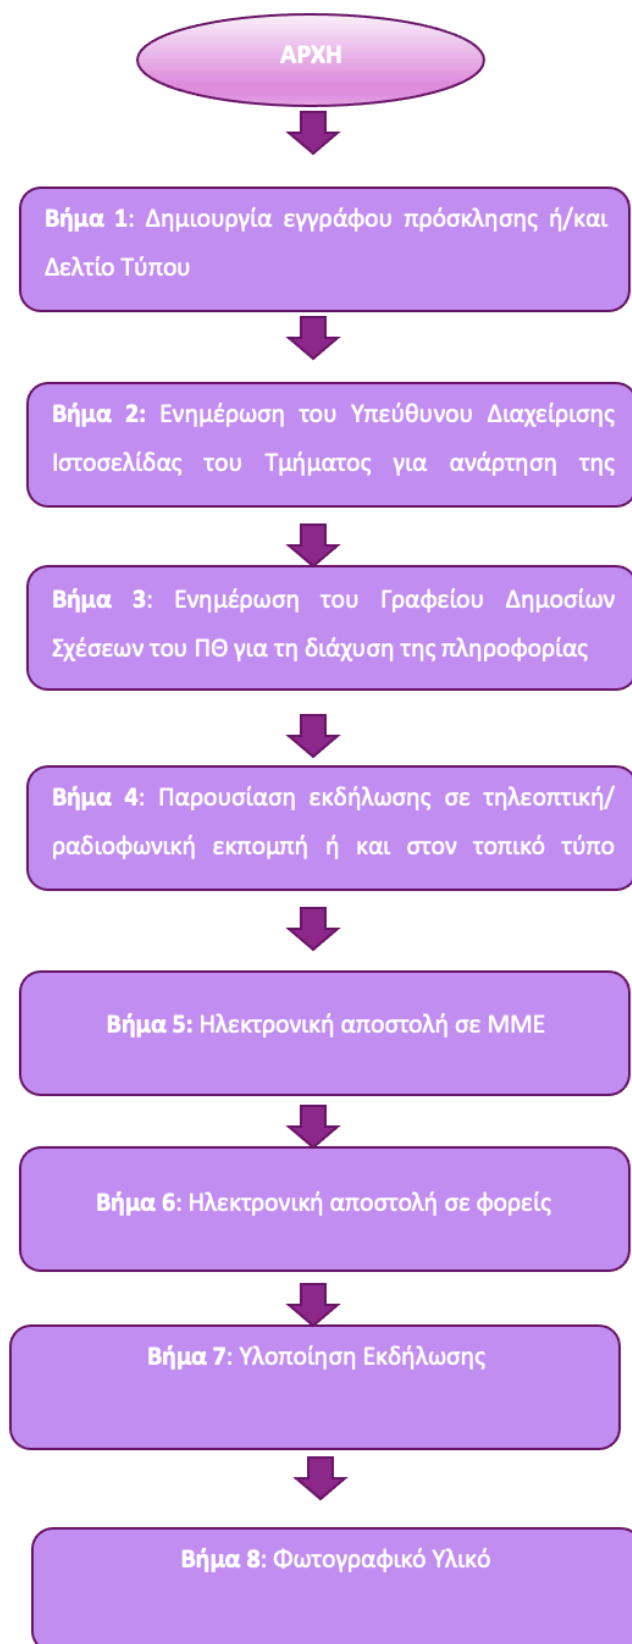 ΑΡΧΗ
Βήμα 1: Δημιουργία εγγράφου πρόσκλησης ή/και
Δελτίο Τύπου
Βήμα 2: Ενημέρωση του Υπεύθυνου Διαχείρισης
Ιστοσελίδας του Τμήματος για ανάρτηση της
Βήμα 3: Ενημέρωση του Γραφείου Δημοσίων
Σχέσεων του ΠΘ για τη διάχυση της πληροφορίας
Βήμα 4: Παρουσίαση εκδήλωσης σε τηλεοπτική/
ραδιοφωνική εκπομπή ή και στον τοπικό τύπο
Βήμα 5: Ηλεκτρονική αποστολή σε ΜΜΕ
Βήμα 6: Ηλεκτρονική αποστολή σε φορείς
Βήμα 7: Υλοποίηση Εκδήλωσης
Βήμα 8: Φωτογραφικό Υλικό